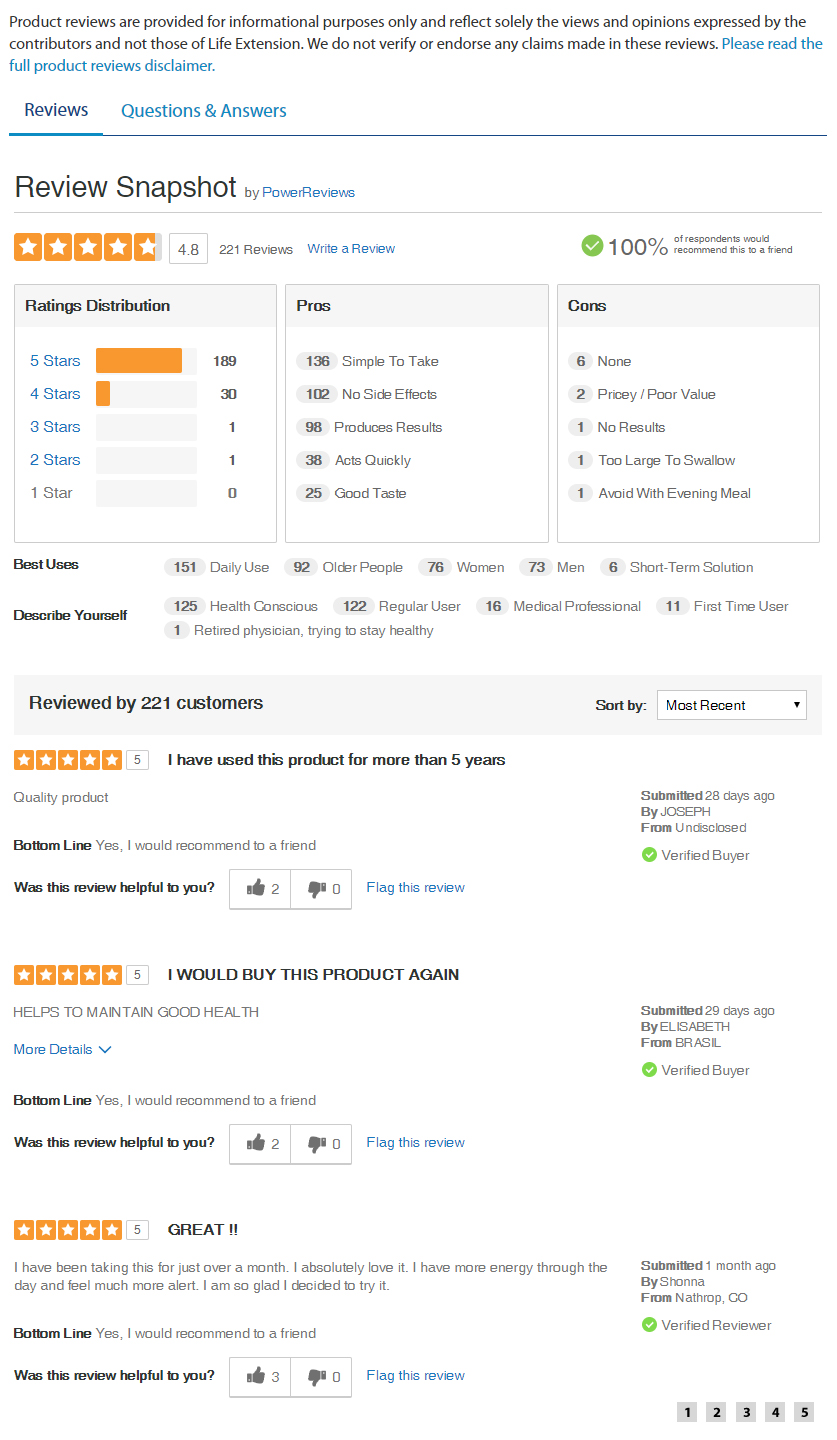 Product reviews are provided for informational purposes only and reflect solely the views and opinions expressed by the
contributors and not those of Life Extension. We do not verify or endorse any claims made in these reviews. Please read the
full product reviews disclaimer.
Reviews Questions & Answers
Review Snapshot by PowerReviews
4.8 221 Reviews Write a Review 100% of respondents would
recommend this to a friend
Ratings Distribution
5 Stars 189
4 Stars 30
3 Stars 1
2 Stars 1
1 Star 0
Pros
136 Simple To Take
102 No Side Effects
98 Produces Results
38 Acts Quickly
25 Good Taste
Cons
6 None
2 Pricey / Poor Value
1 No Results
1 Too Large To Swallow
1 Avoid With Evening Meal
Best Uses 151 Daily Use 92 Older People 76 Women 73 Men 6 Short-Term Solution
Describe Yourself 125 Health Conscious 122 Regular User 16 Medical Professional 11 First Time User
1 Retired physician, trying to stay healthy
Reviewed by 221 customers Sort by: Most Recent
5 I have used this product for more than 5 years
Quality product
Submitted 28 days ago
By JOSEPH
From Undisclosed
Verified Buyer
Bottom Line Yes, I would recommend to a friend
Was this review helpful to you? 2 0 Flag this review
5 I WOULD BUY THIS PRODUCT AGAIN
HELPS TO MAINTAIN GOOD HEALTH
More Details
Submitted 29 days ago
By ELISABETH
From BRASIL
Verified Buyer
Bottom Line Yes, I would recommend to a friend
Was this review helpful to you? 2 0 Flag this review
5 GREAT !!
I have been taking this for just over a month. I absolutely love it. I have more energy through the
day and feel much more alert. I am so glad I decided to try it.
Submitted 1 month ago
By Shonna
From Nathrop, CO
Verified Reviewer
Bottom Line Yes, I would recommend to a friend
Was this review helpful to you? 3 0 Flag this review
1 2 3 4 5